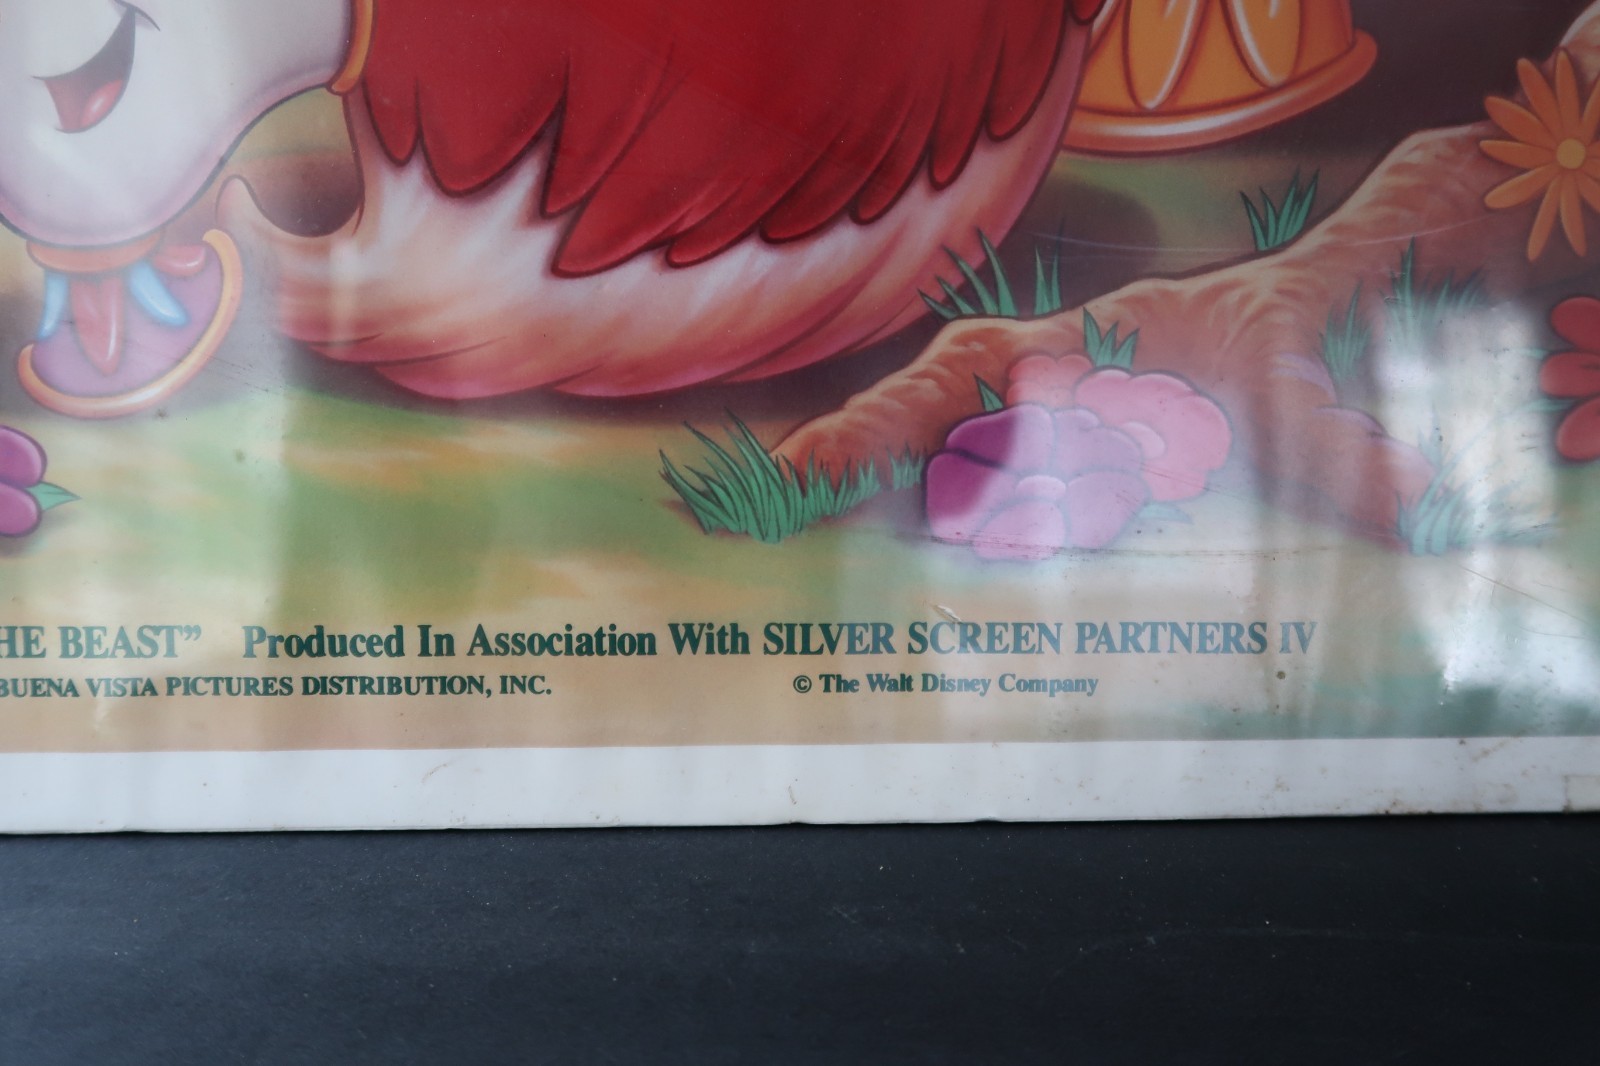 HE BEAST” Produced In Association With SILVER SCREEN PARTNERS IV
BUENA VISTA PICTURES DISTRIBUTION, INC. © The Walt Disney Company